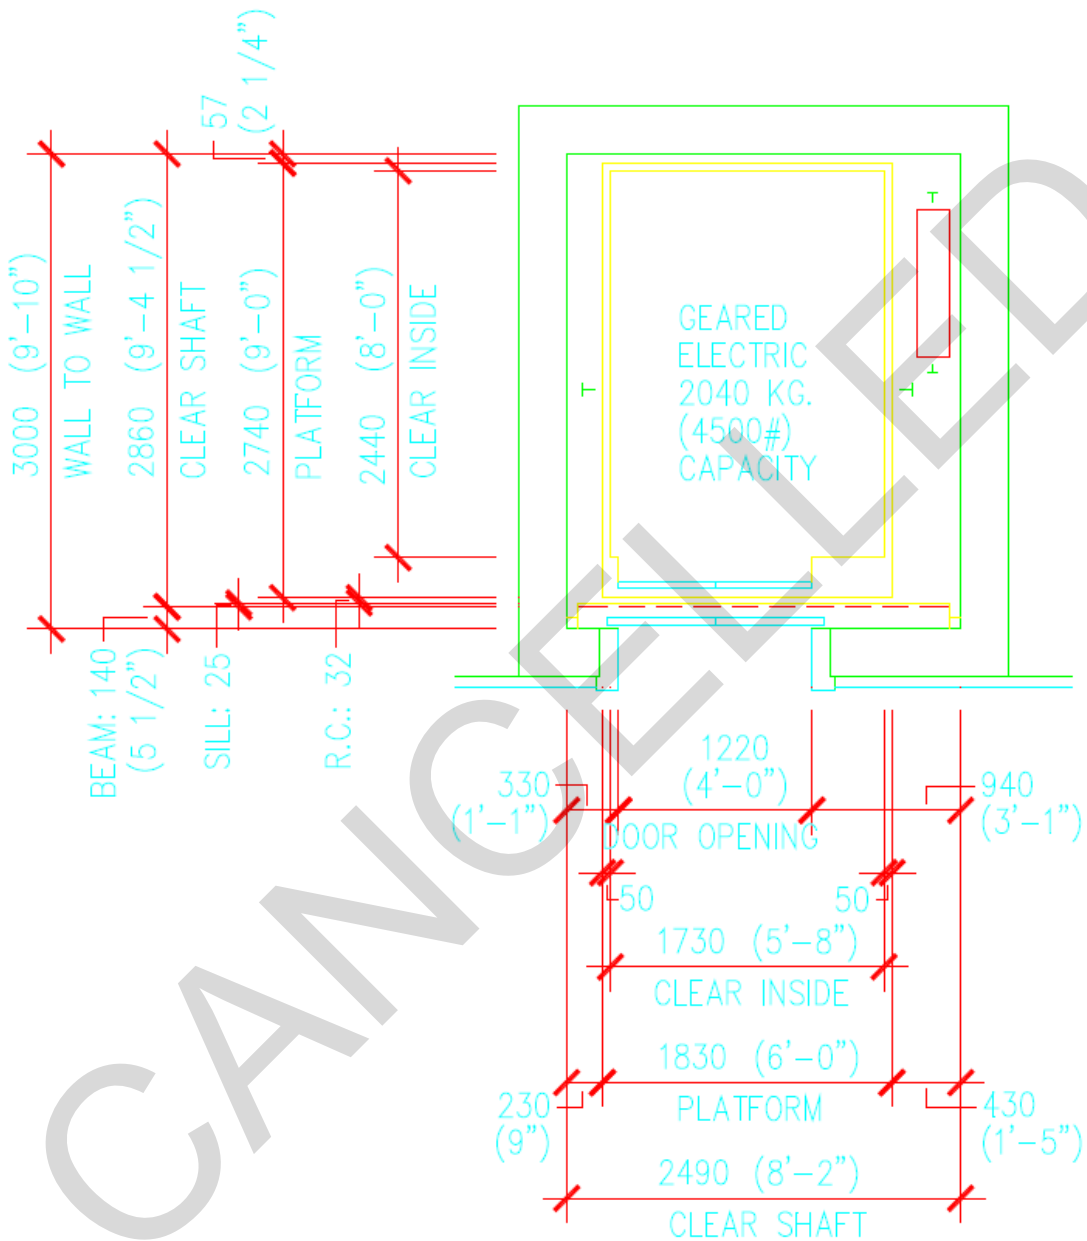 57
(2 1/4”)
3000 (9’-10”)
WALL TO WALL
2860 (9’-4 1/2”)
CLEAR SHAFT
2740 (9’-0”)
PLATFORM
2440 (8’-0”)
CLEAR INSIDE
GEARED
ELECTRIC
2040 KG.
(4500#)
CAPACITY
BEAM: 140
(5 1/2”)
SILL: 25
R.C.: 32
330
(1’-1”)
1220
(4’-0”)
DOOR OPENING
940
(3’-1”)
50
50
1730 (5’-8”)
CLEAR INSIDE
1830 (6’-0”)
PLATFORM
230
(9”)
430
(1’-5”)
2490 (8’-2”)
CLEAR SHAFT
CANCELLED